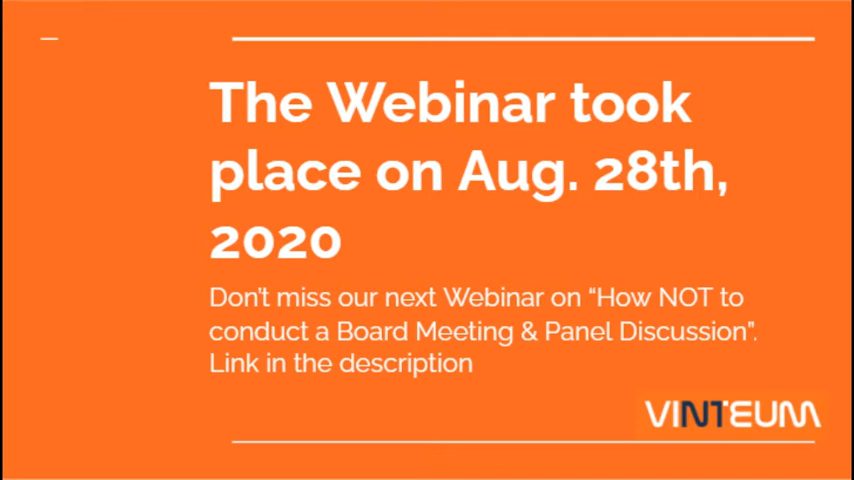 The Webinar took
place on Aug. 28th,
2020
Don't miss our next Webinar on “How NOT to
conduct a Board Meeting & Panel Discussion”.
Link in the description
VINTEUM